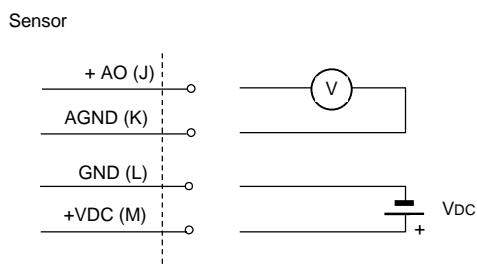 Sensor
+ AO (J)
V
AGND (K)
GND (L)
+VDC (M)
VDC
+